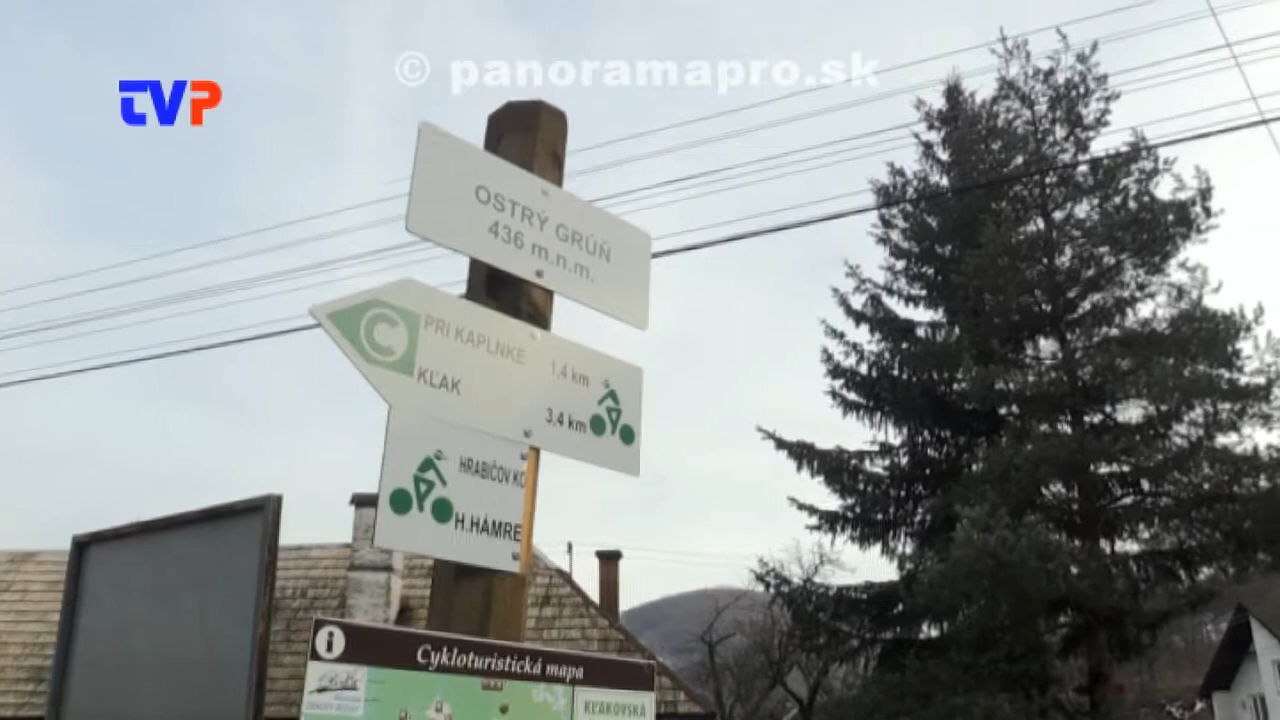 © panoramapro.sk
TVP
OSTRÝ GRÚŇ
436 m.n.m.
C
PRI KAPLNKE 1,4 km
KĽAK 3,4 km
HRABIČOV KO
H.HÁMRE
i
Cykloturistická mapa
KĽAKOVSKÁ